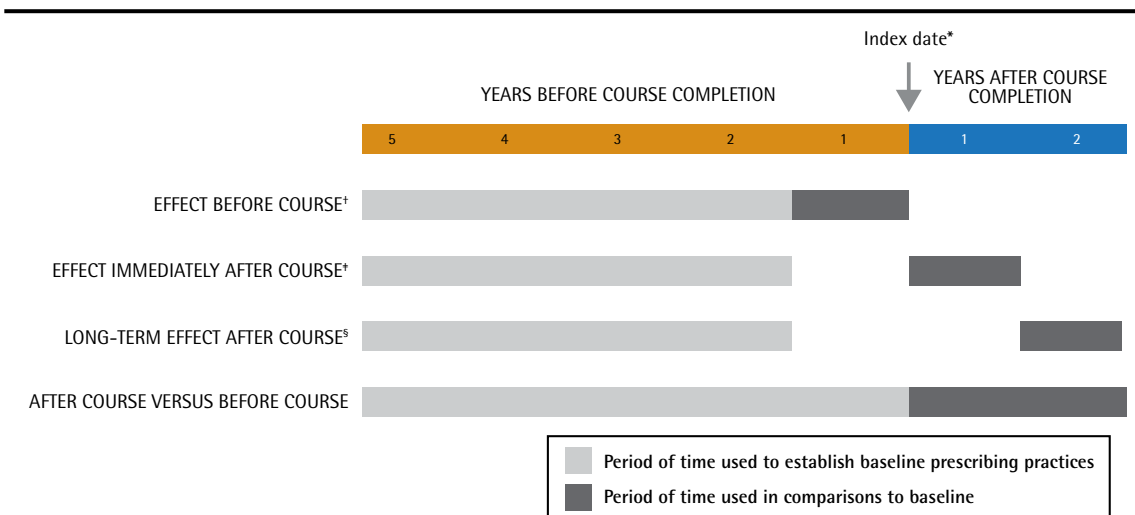 Index date*
YEARS BEFORE COURSE COMPLETION
YEARS AFTER COURSE
COMPLETION
5 4 3 2 1 1 2
EFFECT BEFORE COURSE†
EFFECT IMMEDIATELY AFTER COURSE†
LONG-TERM EFFECT AFTER COURSE§
AFTER COURSE VERSUS BEFORE COURSE
Period of time used to establish baseline prescribing practices
Period of time used in comparisons to baseline